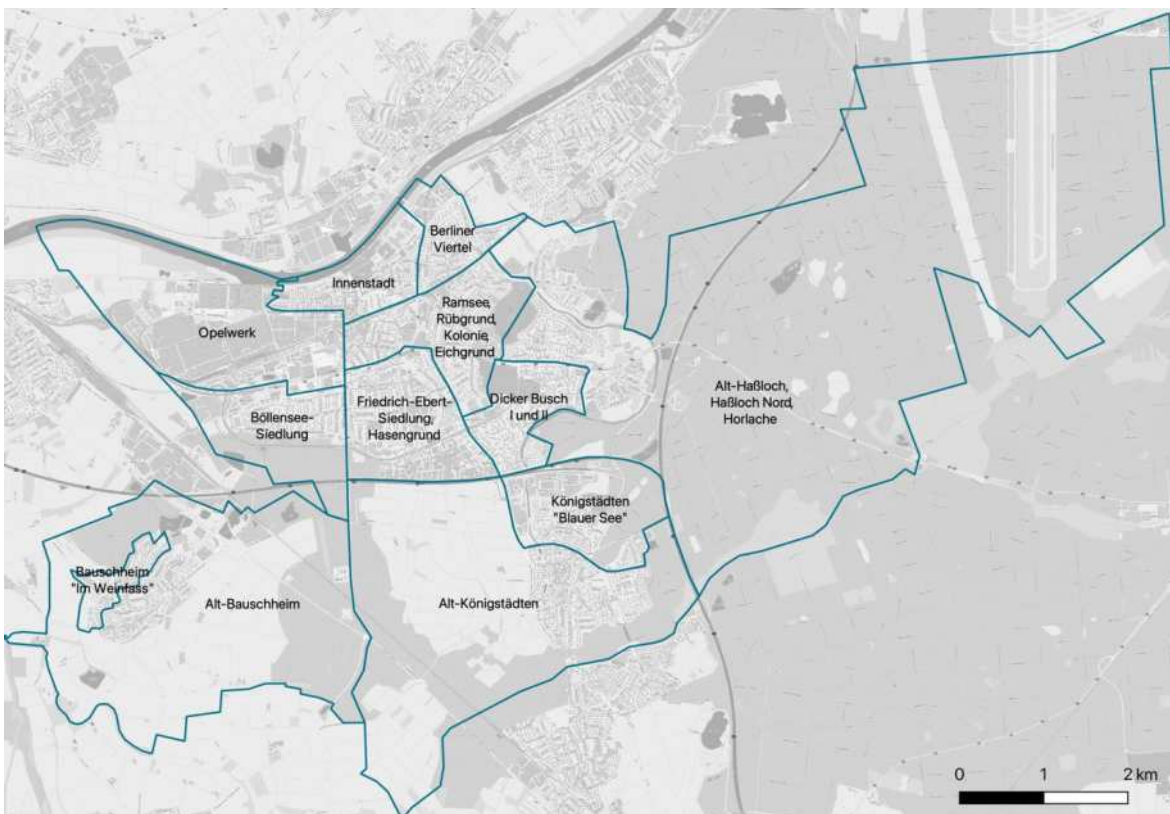 Berliner
Viertel
Innenstadt
Ramsee,
Rübgrund,
Kolonie,
Eichgrund
Opelwerk
Alt-Haßloch,
Haßloch Nord,
Horlache
Friedrich-Ebert-
Siedlung,
Hasengrund
Dicker Busch
I und II
Böllensee-
Siedlung
Königstädten
"Blauer See"
Bauschheim
"Im Weinfass"
Alt-Bauschheim
Alt-Königstädten
0 1 2 km